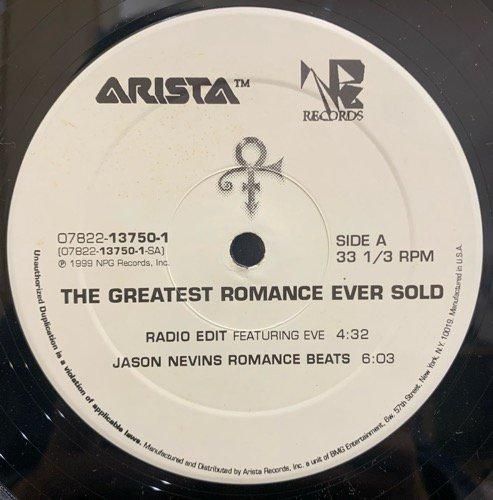 ARISTA™
NPG
RECORDS
07822-13750-1
(07822-13750-1-SA)
℗ 1999 NPG Records, Inc.
SIDE A
33 1/3 RPM
THE GREATEST ROMANCE EVER SOLD
RADIO EDIT FEATURING EVE 4:32
JASON NEVINS ROMANCE BEATS 6:03
Unauthorized Duplication is a violation of applicable laws. Manufactured and Distributed by Arista Records, Inc. a unit of BMG Entertainment, 6w. 57th Street, New York, N.Y. 10019. Manufactured in U.S.A.